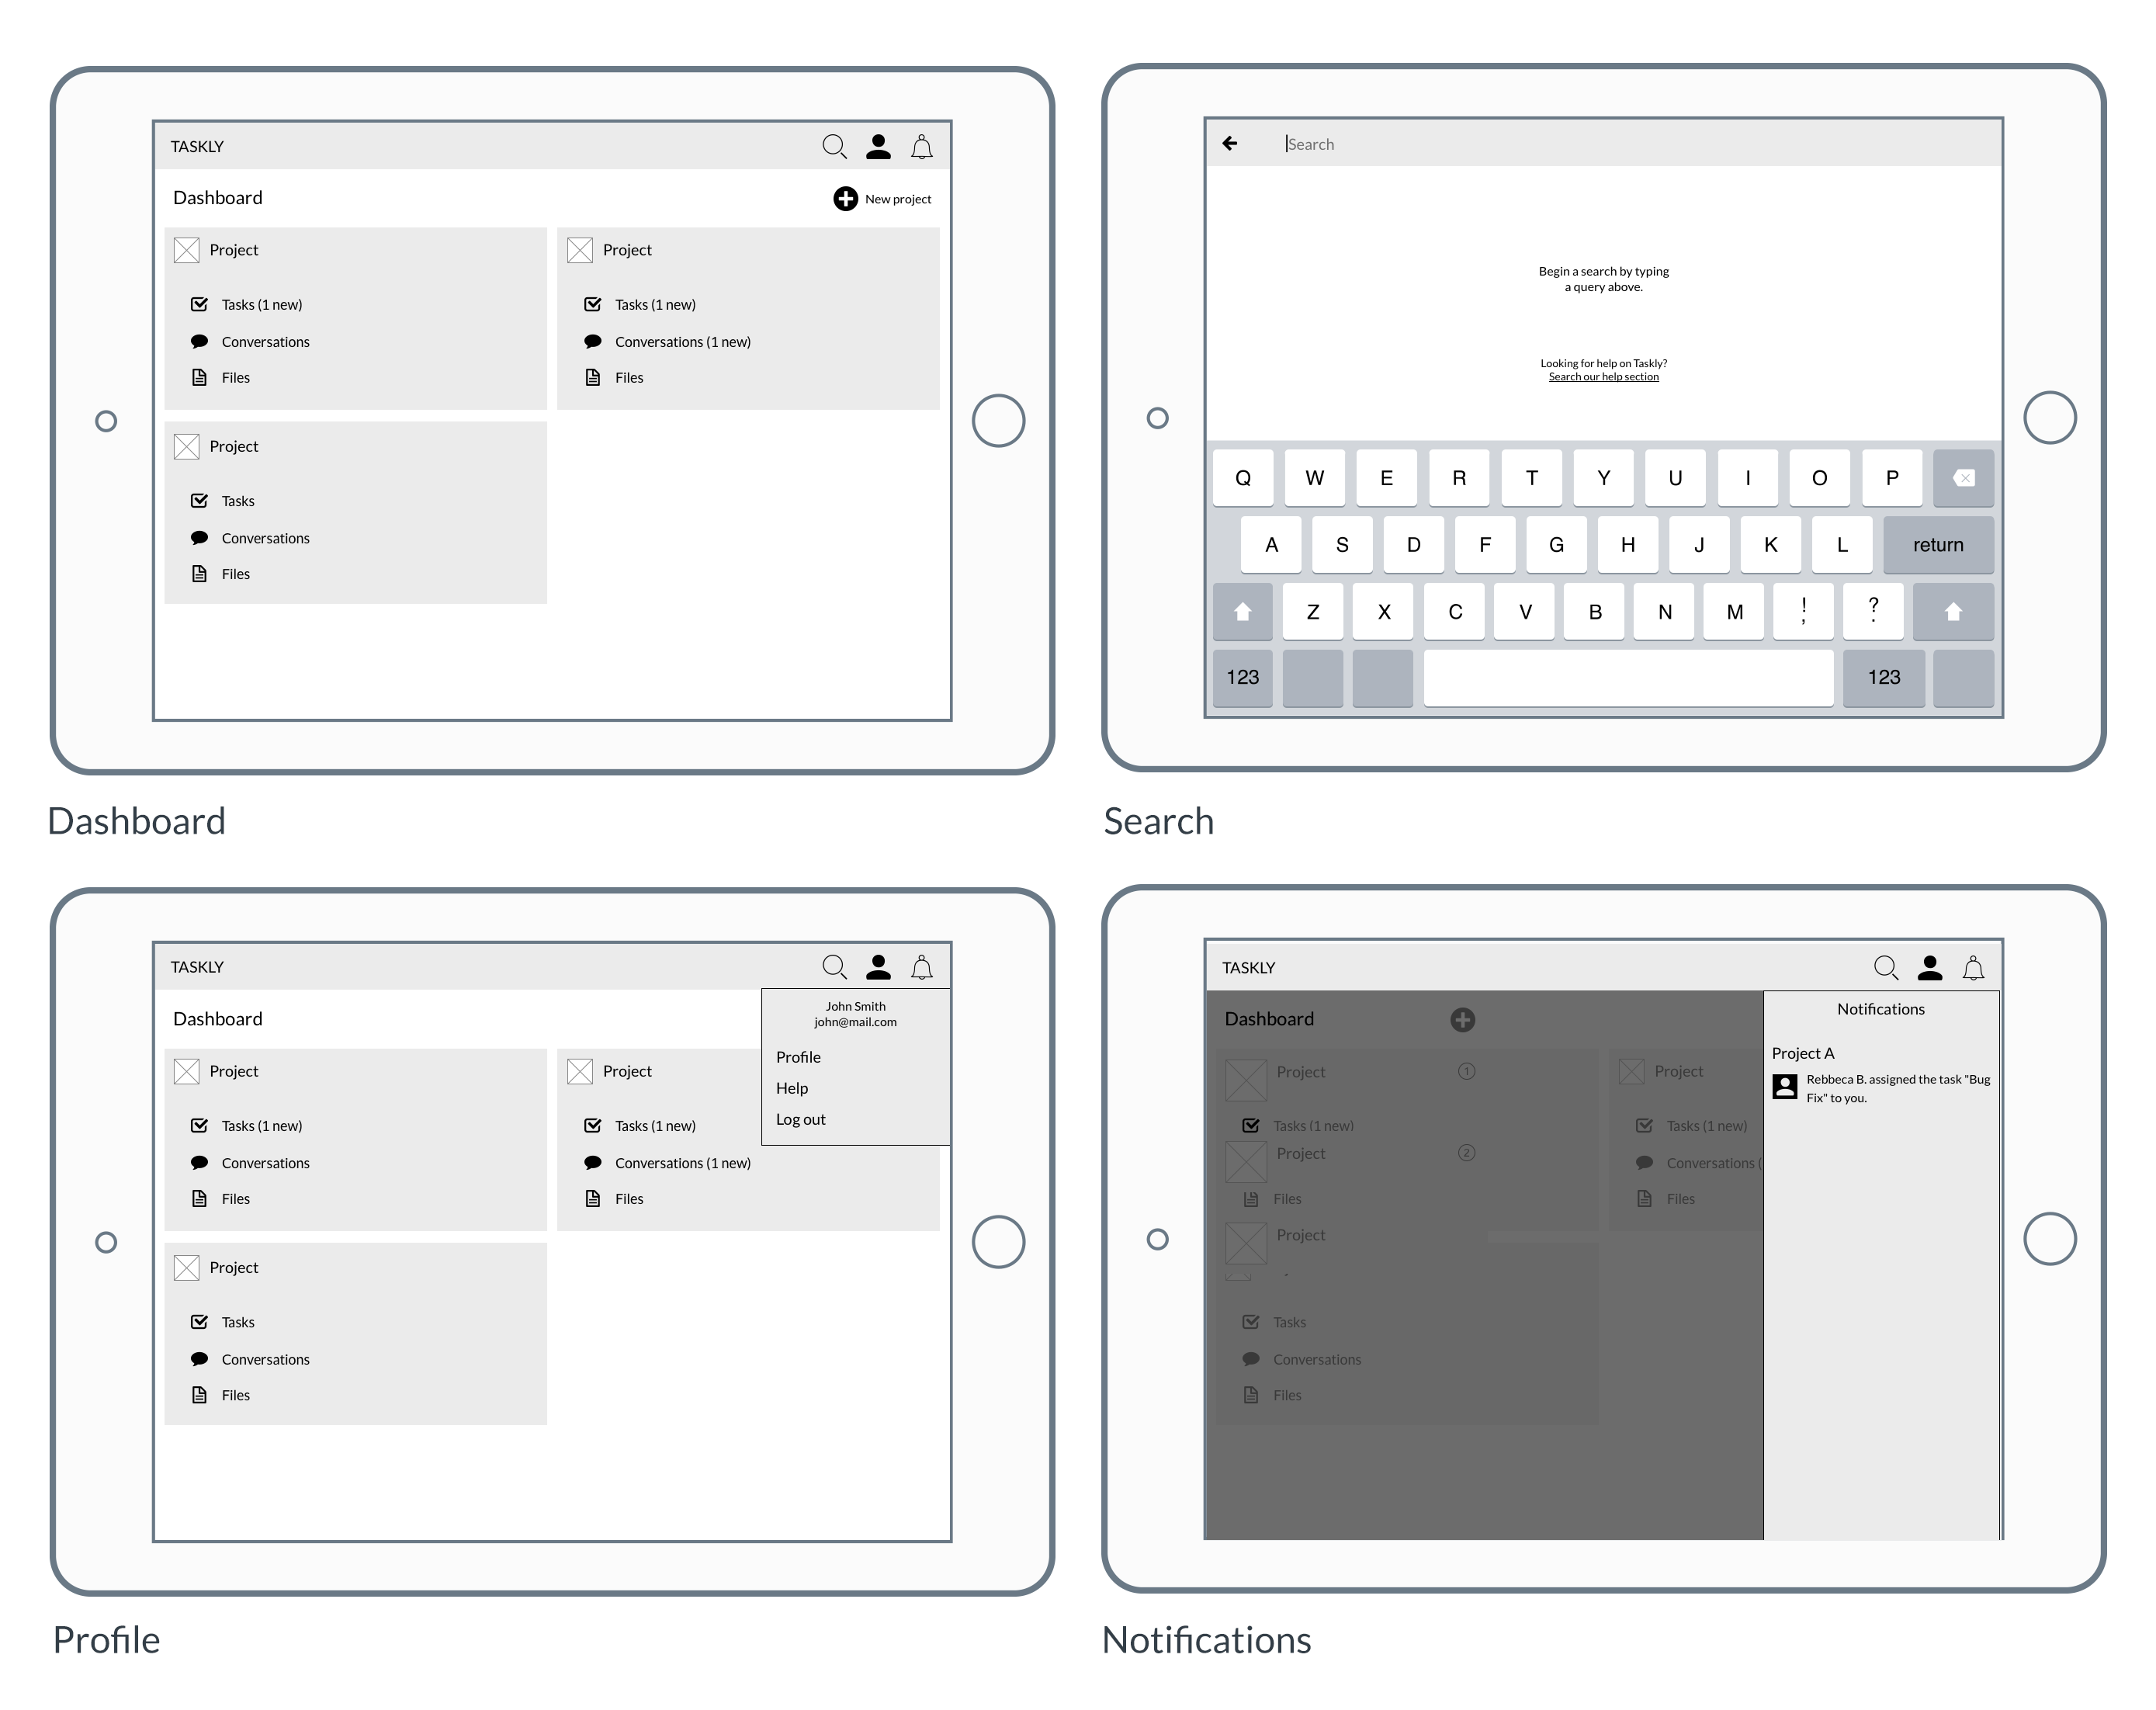 TASKLY
Dashboard
New project
Project
Tasks (1 new)
Conversations
Files
Project
Tasks (1 new)
Conversations (1 new)
Files
Project
Tasks
Conversations
Files
Dashboard
Search
Begin a search by typing
a query above.
Looking for help on Taskly?
Search our help section
Q W E R T Y U I O P
A S D F G H J K L return
Z X C V B N M ! , ? .
123 123
Search
TASKLY
Dashboard
John Smith
john@mail.com
Profile
Help
Log out
Project
Tasks (1 new)
Conversations
Files
Project
Tasks (1 new)
Conversations (1 new)
Files
Project
Tasks
Conversations
Files
Profile
TASKLY
Dashboard
Project 1
Tasks (1 new)
Project 2
Files
Project
Tasks
Conversations
Files
Project
Tasks (1 new)
Conversations (
Files
Notifications
Project A
Rebbeca B. assigned the task "Bug
Fix" to you.
Notifications